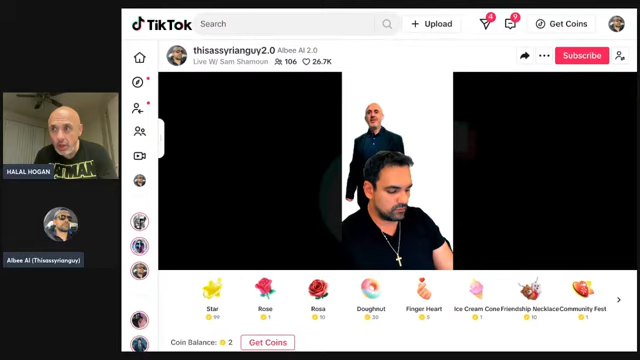 TikTok
Search
Upload
4
9
Get Coins
thisassyrianguy2.0 Albee AI 2.0
Live W/ Sam Shamoun 106 26.7K
Subscribe
HALAL HOGAN
Albee AI (Thisassyrianguy)
Star
99
Rose
1
Rosa
10
Doughnut
30
Finger Heart
Ice Cream Cone
1
Friendship Necklace
10
Community Fest
1
Coin Balance: 2
Get Coins